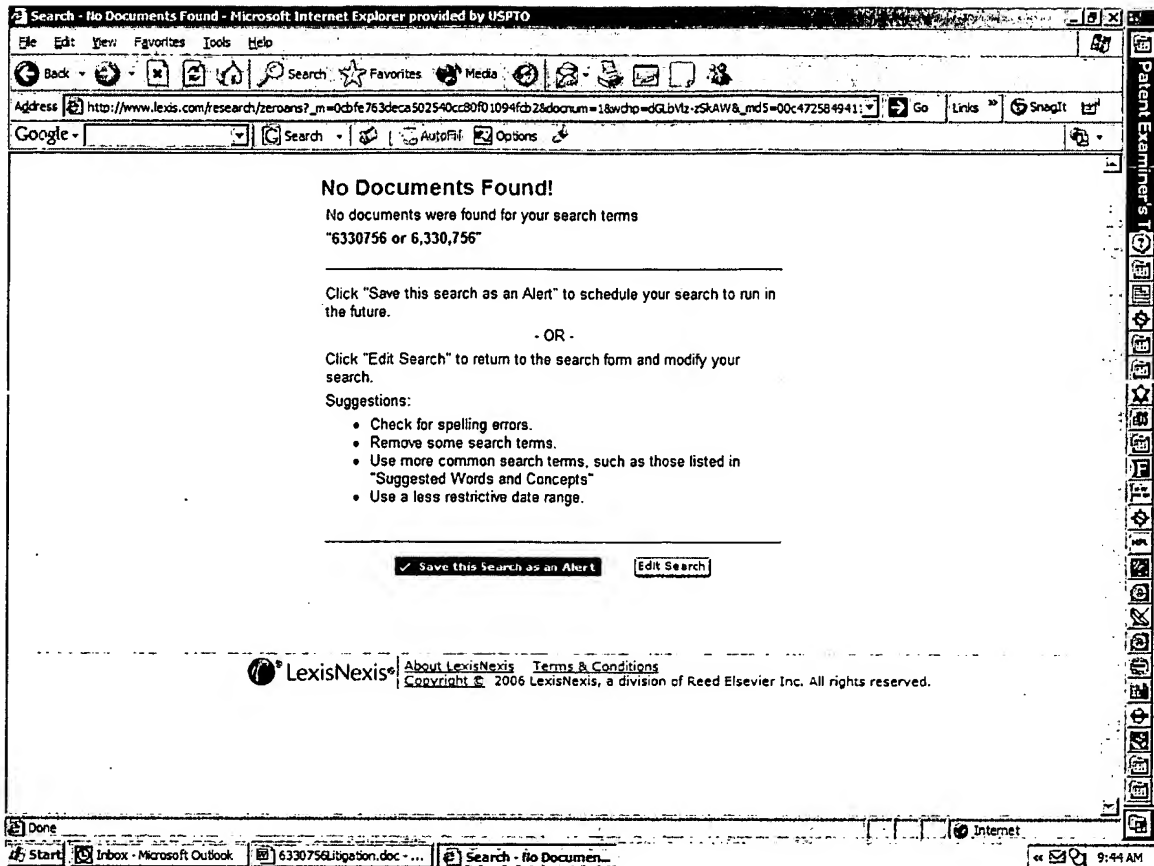 Search - No Documents Found - Microsoft Internet Explorer provided by USPTO
File Edit View Favorites Tools Help
Back Search Favorites Media
Address http://www.lexis.com/research/zeroans?_m=0cbfe763deca502540cc80f01094fcb2&docnum=1&wchp=dGLbVlz-zSkAW&_md5=00c4725849411 Go Links » SnagIt
Google Search AutoFill Options
Patent Examiner's T
No Documents Found!
No documents were found for your search terms
"6330756 or 6,330,756"
Click "Save this search as an Alert" to schedule your search to run in
the future.
- OR -
Click "Edit Search" to return to the search form and modify your
search.
Suggestions:
• Check for spelling errors.
• Remove some search terms.
• Use more common search terms, such as those listed in
"Suggested Words and Concepts"
• Use a less restrictive date range.
✓ Save this Search as an Alert Edit Search
LexisNexis® About LexisNexis Terms & Conditions
Copyright © 2006 LexisNexis, a division of Reed Elsevier Inc. All rights reserved.
Done Internet
Start Inbox - Microsoft Outlook 6330756Litigation.doc - ... Search - No Documen... « 9:44 AM